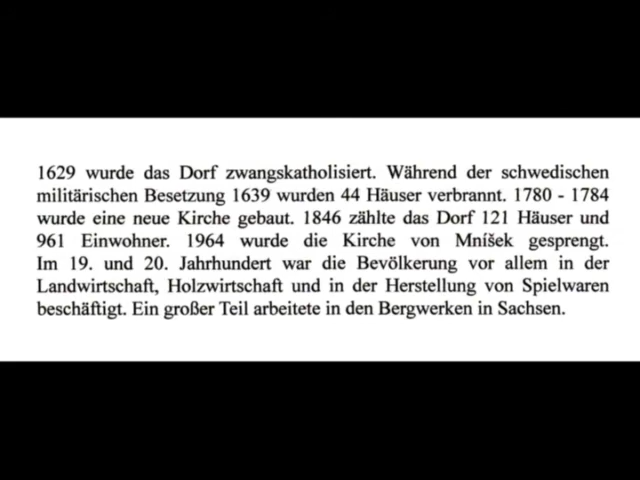 1629 wurde das Dorf zwangskatholisiert. Während der schwedischen
militärischen Besetzung 1639 wurden 44 Häuser verbrannt. 1780 - 1784
wurde eine neue Kirche gebaut. 1846 zählte das Dorf 121 Häuser und
961 Einwohner. 1964 wurde die Kirche von Mníšek gesprengt.
Im 19. und 20. Jahrhundert war die Bevölkerung vor allem in der
Landwirtschaft, Holzwirtschaft und in der Herstellung von Spielwaren
beschäftigt. Ein großer Teil arbeitete in den Bergwerken in Sachsen.